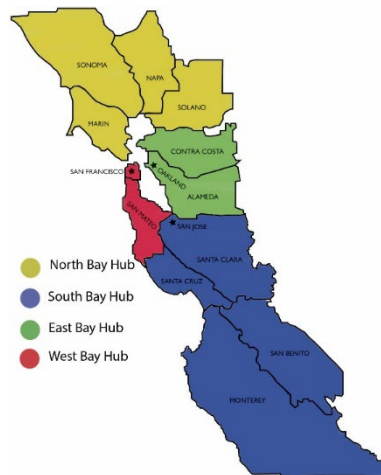 SONOMA
NAPA
SOLANO
MARIN
CONTRA COSTA
SAN FRANCISCO
OAKLAND
ALAMEDA
SAN MATEO
SAN JOSE
SANTA CLARA
SANTA CRUZ
North Bay Hub
South Bay Hub
East Bay Hub
West Bay Hub
SAN BENITO
MONTEREY